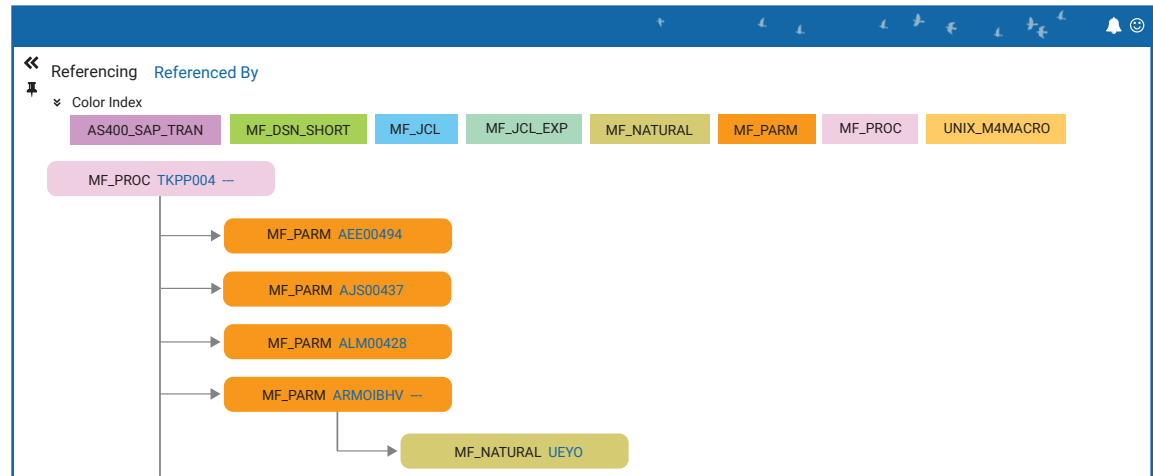 Referencing Referenced By
Color Index
AS400_SAP_TRAN MF_DSN_SHORT MF_JCL MF_JCL_EXP MF_NATURAL MF_PARM MF_PROC UNIX_M4MACRO
MF_PROC TKPP004 ---
MF_PARM AEE00494
MF_PARM AJS00437
MF_PARM ALM00428
MF_PARM ARMOIBHV ---
MF_NATURAL UEYO